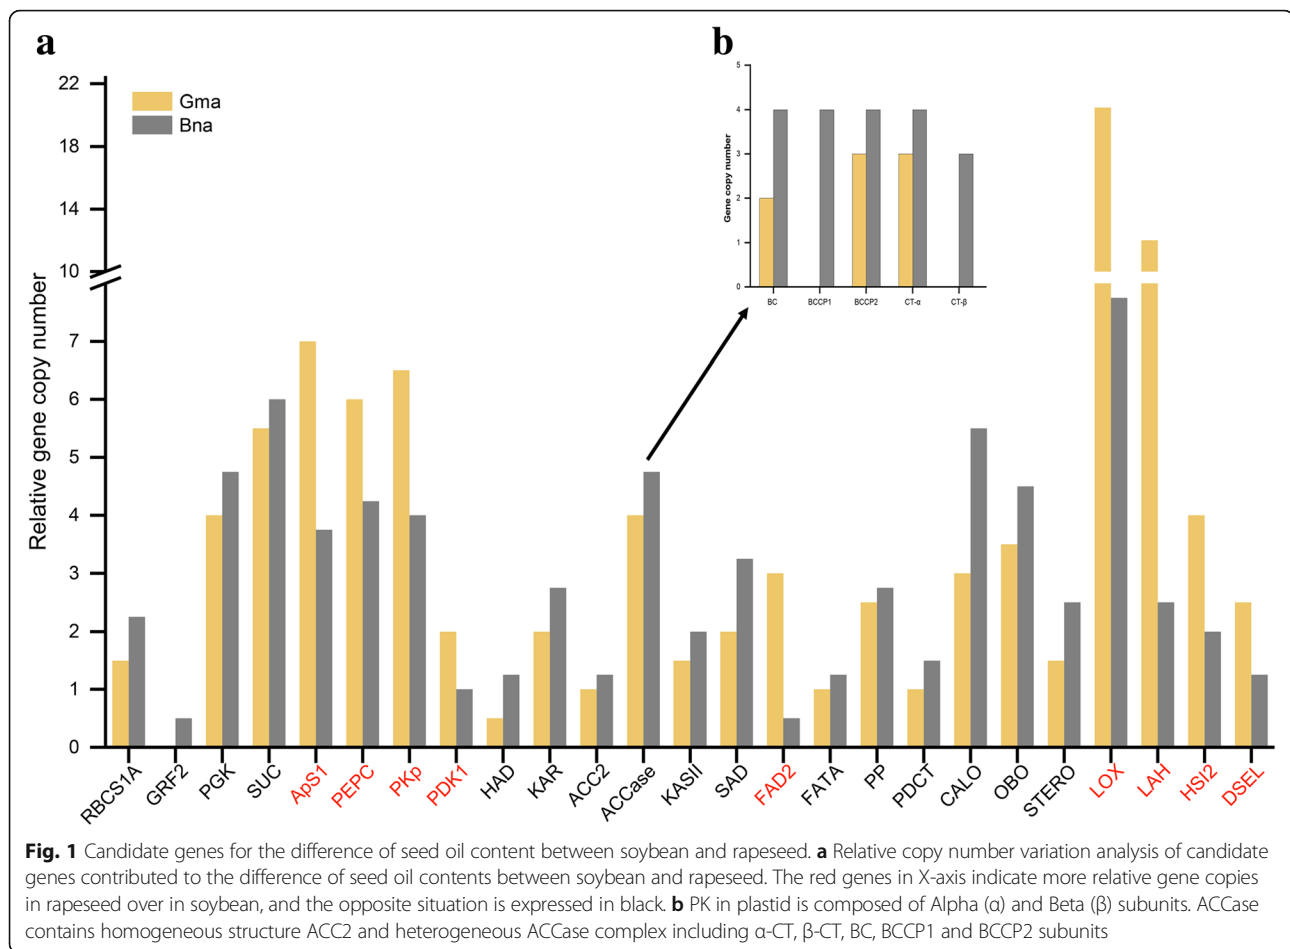 a
b
22
18
14
10
7
6
5
4
3
2
1
0
Relative gene copy number
Gma
Bna
5
4
3
2
1
0
Gene copy number
BC BCCP1 BCCP2 CT-α CT-β
RBCS1A GRF2 PGK SUC ApS1 PEPC PKp PDK1 HAD KAR ACC2 ACCase KASII SAD FAD2 FATA PP PDCT CALO OBO STERO LOX LAH HSI2 DSEL
Fig. 1 Candidate genes for the difference of seed oil content between soybean and rapeseed. a Relative copy number variation analysis of candidate
genes contributed to the difference of seed oil contents between soybean and rapeseed. The red genes in X-axis indicate more relative gene copies
in rapeseed over in soybean, and the opposite situation is expressed in black. b PK in plastid is composed of Alpha (α) and Beta (β) subunits. ACCase
contains homogeneous structure ACC2 and heterogeneous ACCase complex including α-CT, β-CT, BC, BCCP1 and BCCP2 subunits